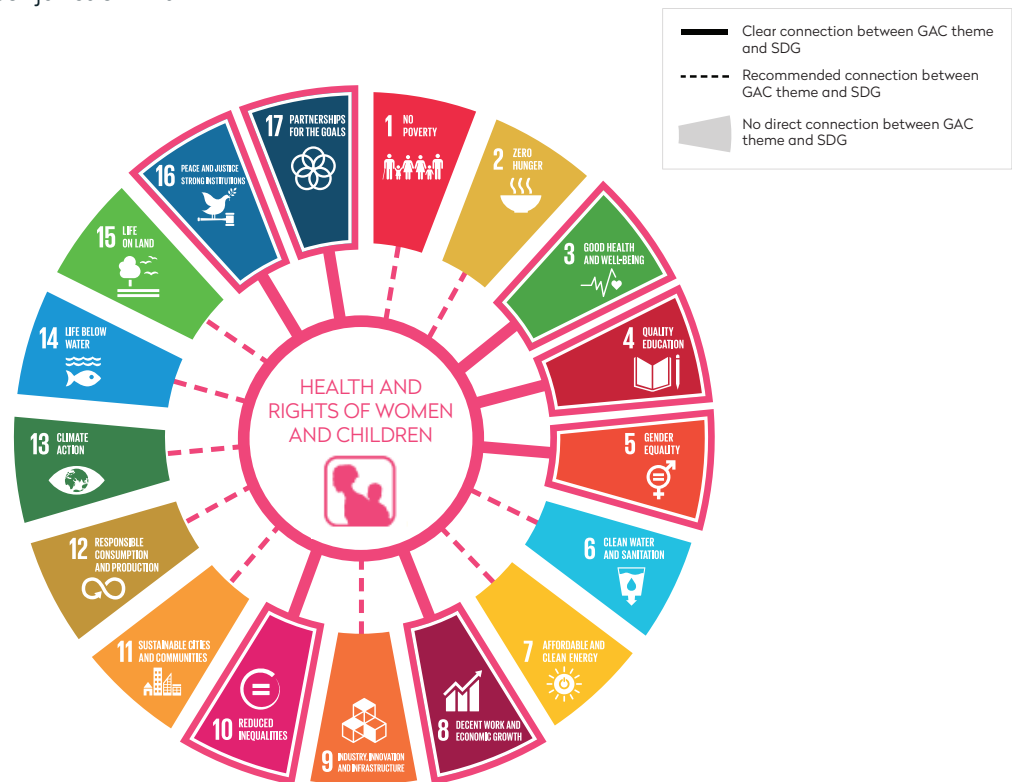 Clear connection between GAC theme
and SDG
Recommended connection between
GAC theme and SDG
No direct connection between GAC
theme and SDG
HEALTH AND
RIGHTS OF WOMEN
AND CHILDREN
1 NO
POVERTY
2 ZERO
HUNGER
3 GOOD HEALTH
AND WELL-BEING
4 QUALITY
EDUCATION
5 GENDER
EQUALITY
6 CLEAN WATER
AND SANITATION
7 AFFORDABLE AND
CLEAN ENERGY
8 DECENT WORK AND
ECONOMIC GROWTH
9 INDUSTRY, INNOVATION
AND INFRASTRUCTURE
10 REDUCED
INEQUALITIES
11 SUSTAINABLE CITIES
AND COMMUNITIES
12 RESPONSIBLE
CONSUMPTION
AND PRODUCTION
13 CLIMATE
ACTION
14 LIFE BELOW
WATER
15 LIFE
ON LAND
16 PEACE AND JUSTICE
STRONG INSTITUTIONS
17 PARTNERSHIPS
FOR THE GOALS